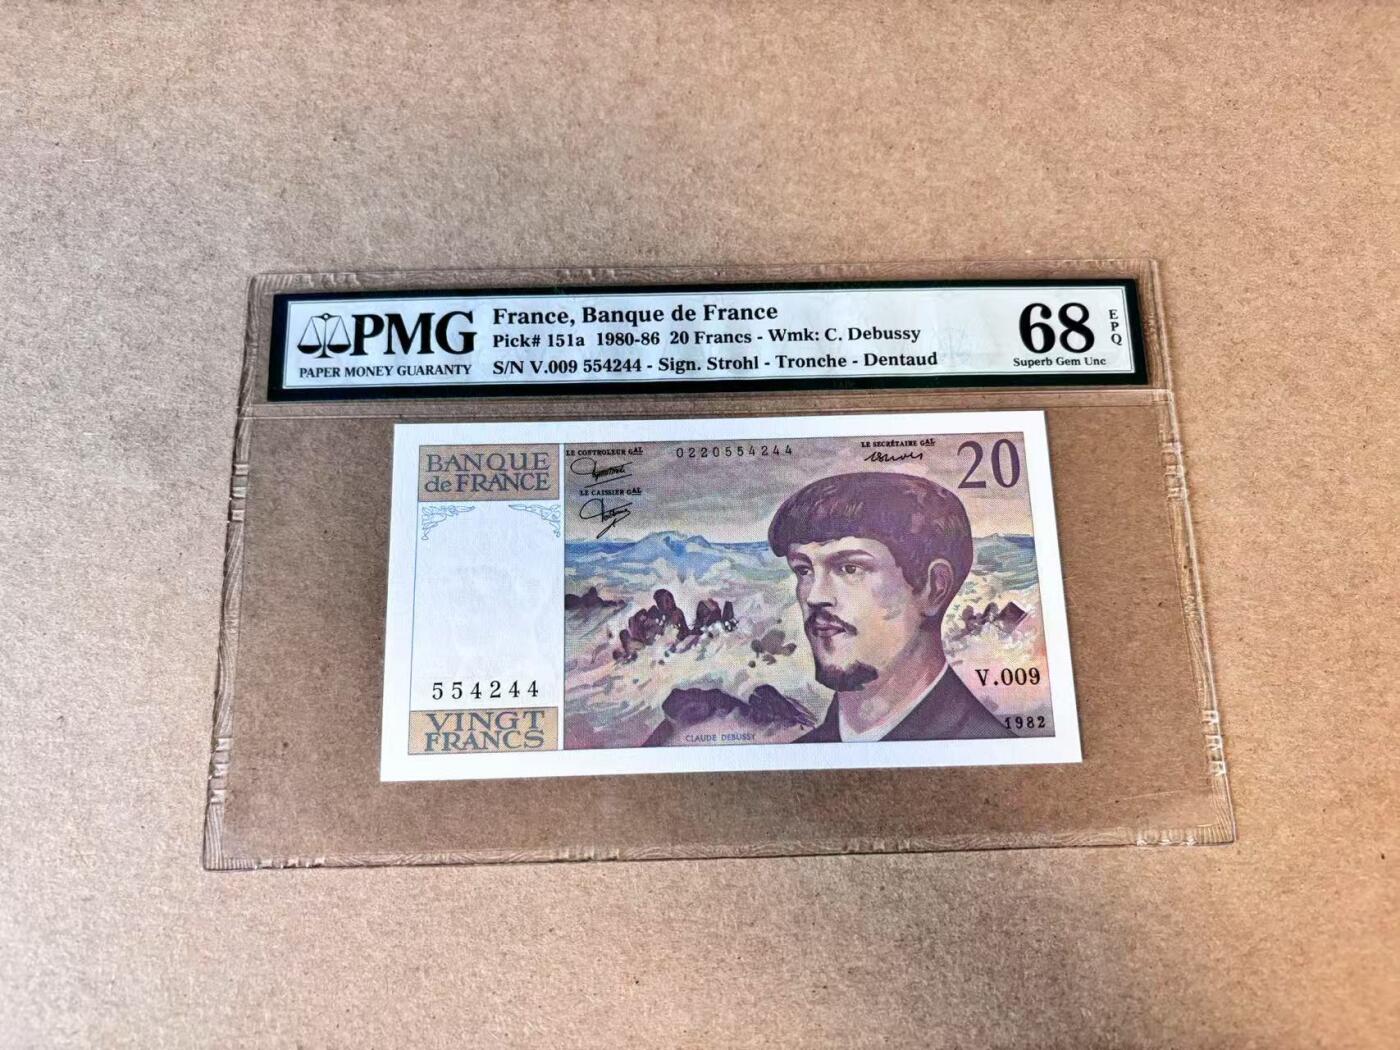 PMG
PAPER MONEY GUARANTY
France, Banque de France
Pick# 151a 1980-86 20 Francs - Wmk: C. Debussy
S/N V.009 554244 - Sign. Strohl - Tronche - Dentaud
68
EPQ
Superb Gem Unc
BANQUE
de FRANCE
LE CONTROLEUR GAL
LE CAISSIER GAL
0220554244
LE SECRÉTAIRE GAL
20
554244
VINGT
FRANCS
V.009
1982
CLAUDE DEBUSSY